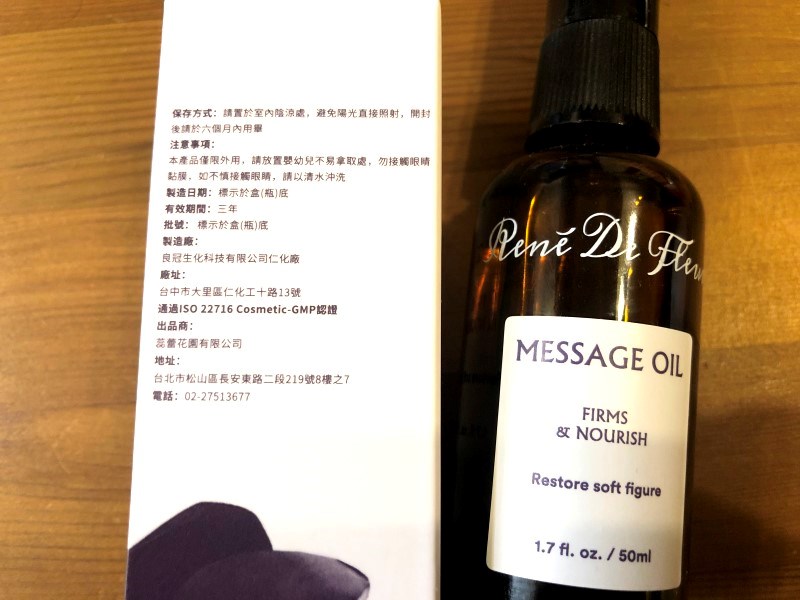 保存方式：請置於室內陰涼處，避免陽光直接照射，開封
後請於六個月內用畢
注意事項：
本產品僅限外用，請放置嬰幼兒不易拿取處，勿接觸眼睛
黏膜，如不慎接觸眼睛，請以清水沖洗
製造日期：標示於盒(瓶)底
有效期間：三年
批號：標示於盒(瓶)底
製造廠：
良冠生化科技有限公司仁化廠
廠址：
台中市大里區仁化工十路13號
通過ISO 22716 Cosmetic-GMP認證
出品商：
蕊蕾花園有限公司
地址：
台北市松山區長安東路二段219號8樓之7
電話：02-27513677
René De Fleur
MESSAGE OIL
FIRMS
& NOURISH
Restore soft figure
1.7 fl. oz. / 50ml